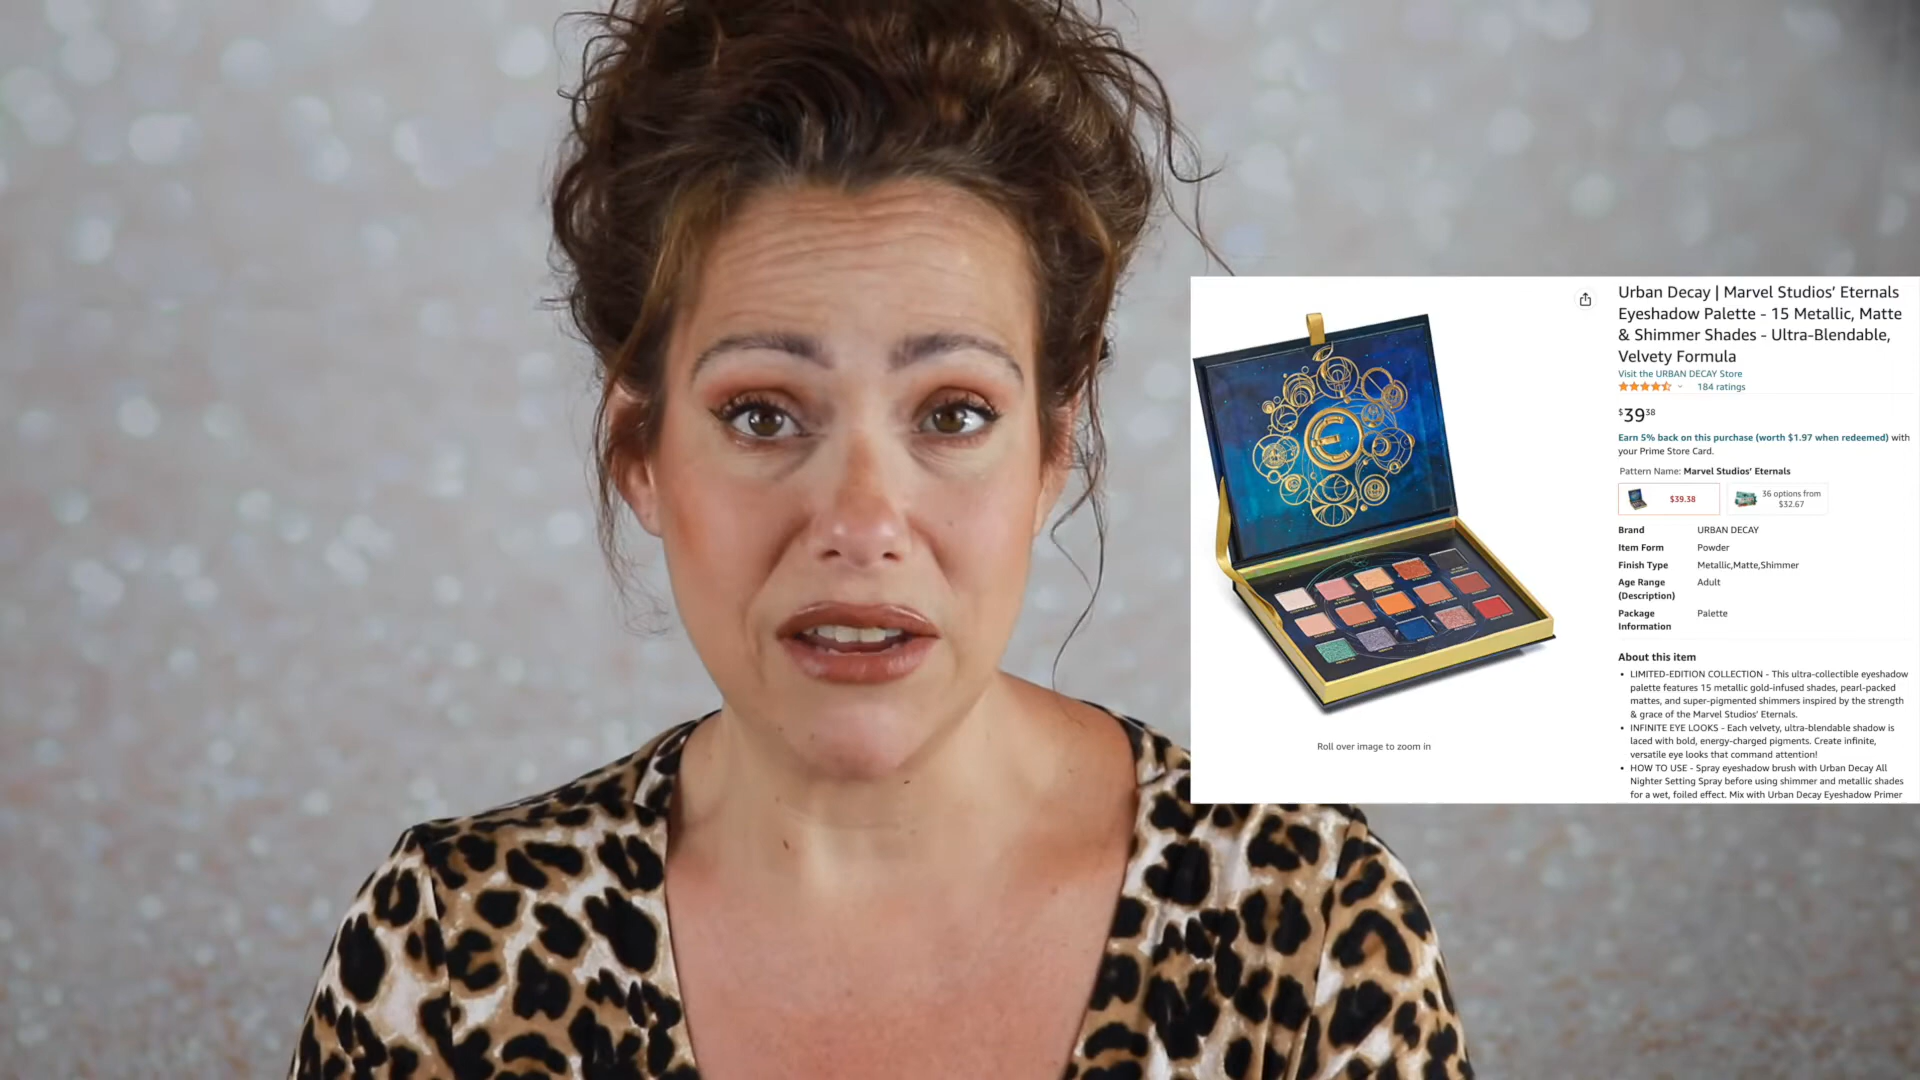 Urban Decay | Marvel Studios' Eternals
Eyeshadow Palette - 15 Metallic, Matte
& Shimmer Shades - Ultra-Blendable,
Velvety Formula
Visit the URBAN DECAY Store
184 ratings
$39 38
Earn 5% back on this purchase (worth $1.97 when redeemed) with
your Prime Store Card.
Pattern Name: Marvel Studios' Eternals
$39.38
36 options from
$32.67
Brand URBAN DECAY
Item Form Powder
Finish Type Metallic,Matte,Shimmer
Age Range Adult
(Description)
Package Palette
Information
About this item
• LIMITED-EDITION COLLECTION - This ultra-collectible eyeshadow
palette features 15 metallic gold-infused shades, pearl-packed
mattes, and super-pigmented shimmers inspired by the strength
& grace of the Marvel Studios' Eternals.
• INFINITE EYE LOOKS - Each velvety, ultra-blendable shadow is
laced with bold, energy-charged pigments. Create infinite,
versatile eye looks that command attention!
• HOW TO USE - Spray eyeshadow brush with Urban Decay All
Nighter Setting Spray before using shimmer and metallic shades
for a wet, foiled effect. Mix with Urban Decay Eyeshadow Primer
Roll over image to zoom in